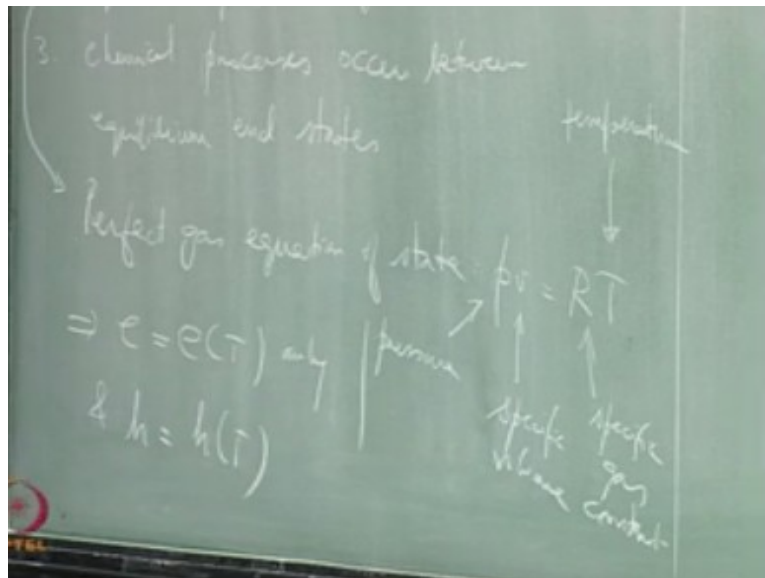 3. chemical processes occur between
equilibrium end states
temperature
Perfect gas equation of state: pv = RT
⇒ e = e(T) only
pressure
& h = h(T)
specific volume
specific gas constant